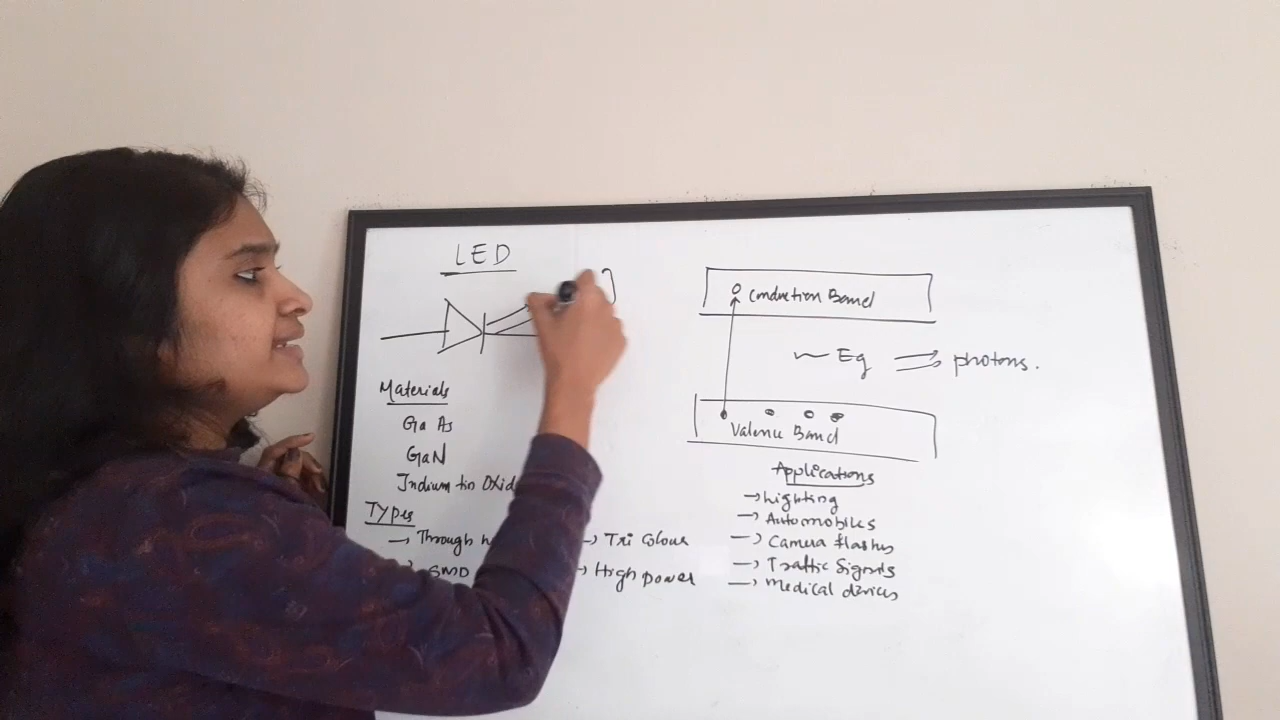 LED
Materials
Ga As
GaN
Indium tin Oxid
Types
→ Through h
SMD
→ Tri Colour
→ High power
Conduction Band
~ Eg ⇒ photons.
Valence Band
Applications
→ Lighting
→ Automobiles
→ Camera flashes
→ Traffic Signals
→ Medical devices